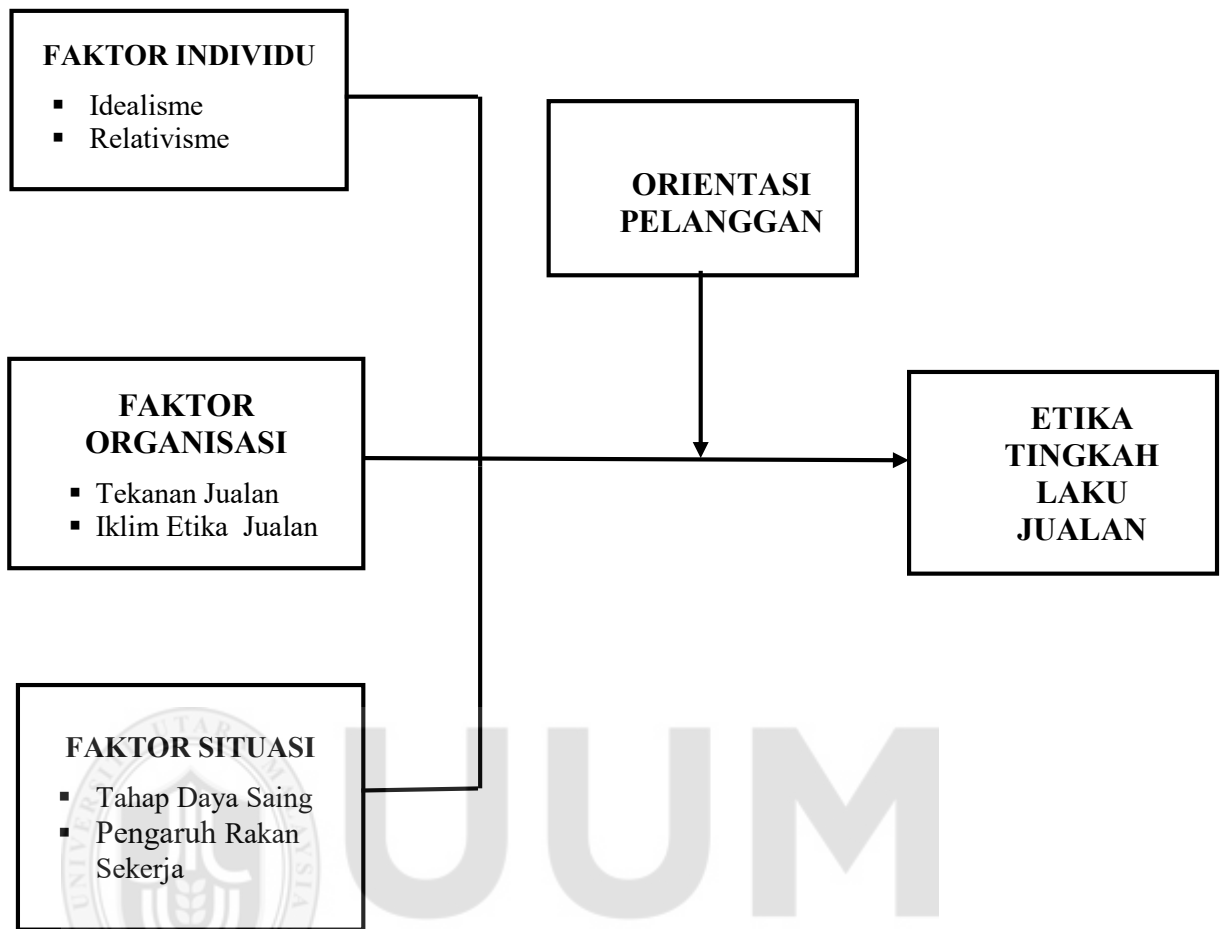 FAKTOR INDIVIDU
▪ Idealisme
▪ Relativisme
ORIENTASI
PELANGGAN
FAKTOR
ORGANISASI
▪ Tekanan Jualan
▪ Iklim Etika Jualan
ETIKA
TINGKAH
LAKU
JUALAN
FAKTOR SITUASI
▪ Tahap Daya Saing
▪ Pengaruh Rakan
Sekerja
UUM